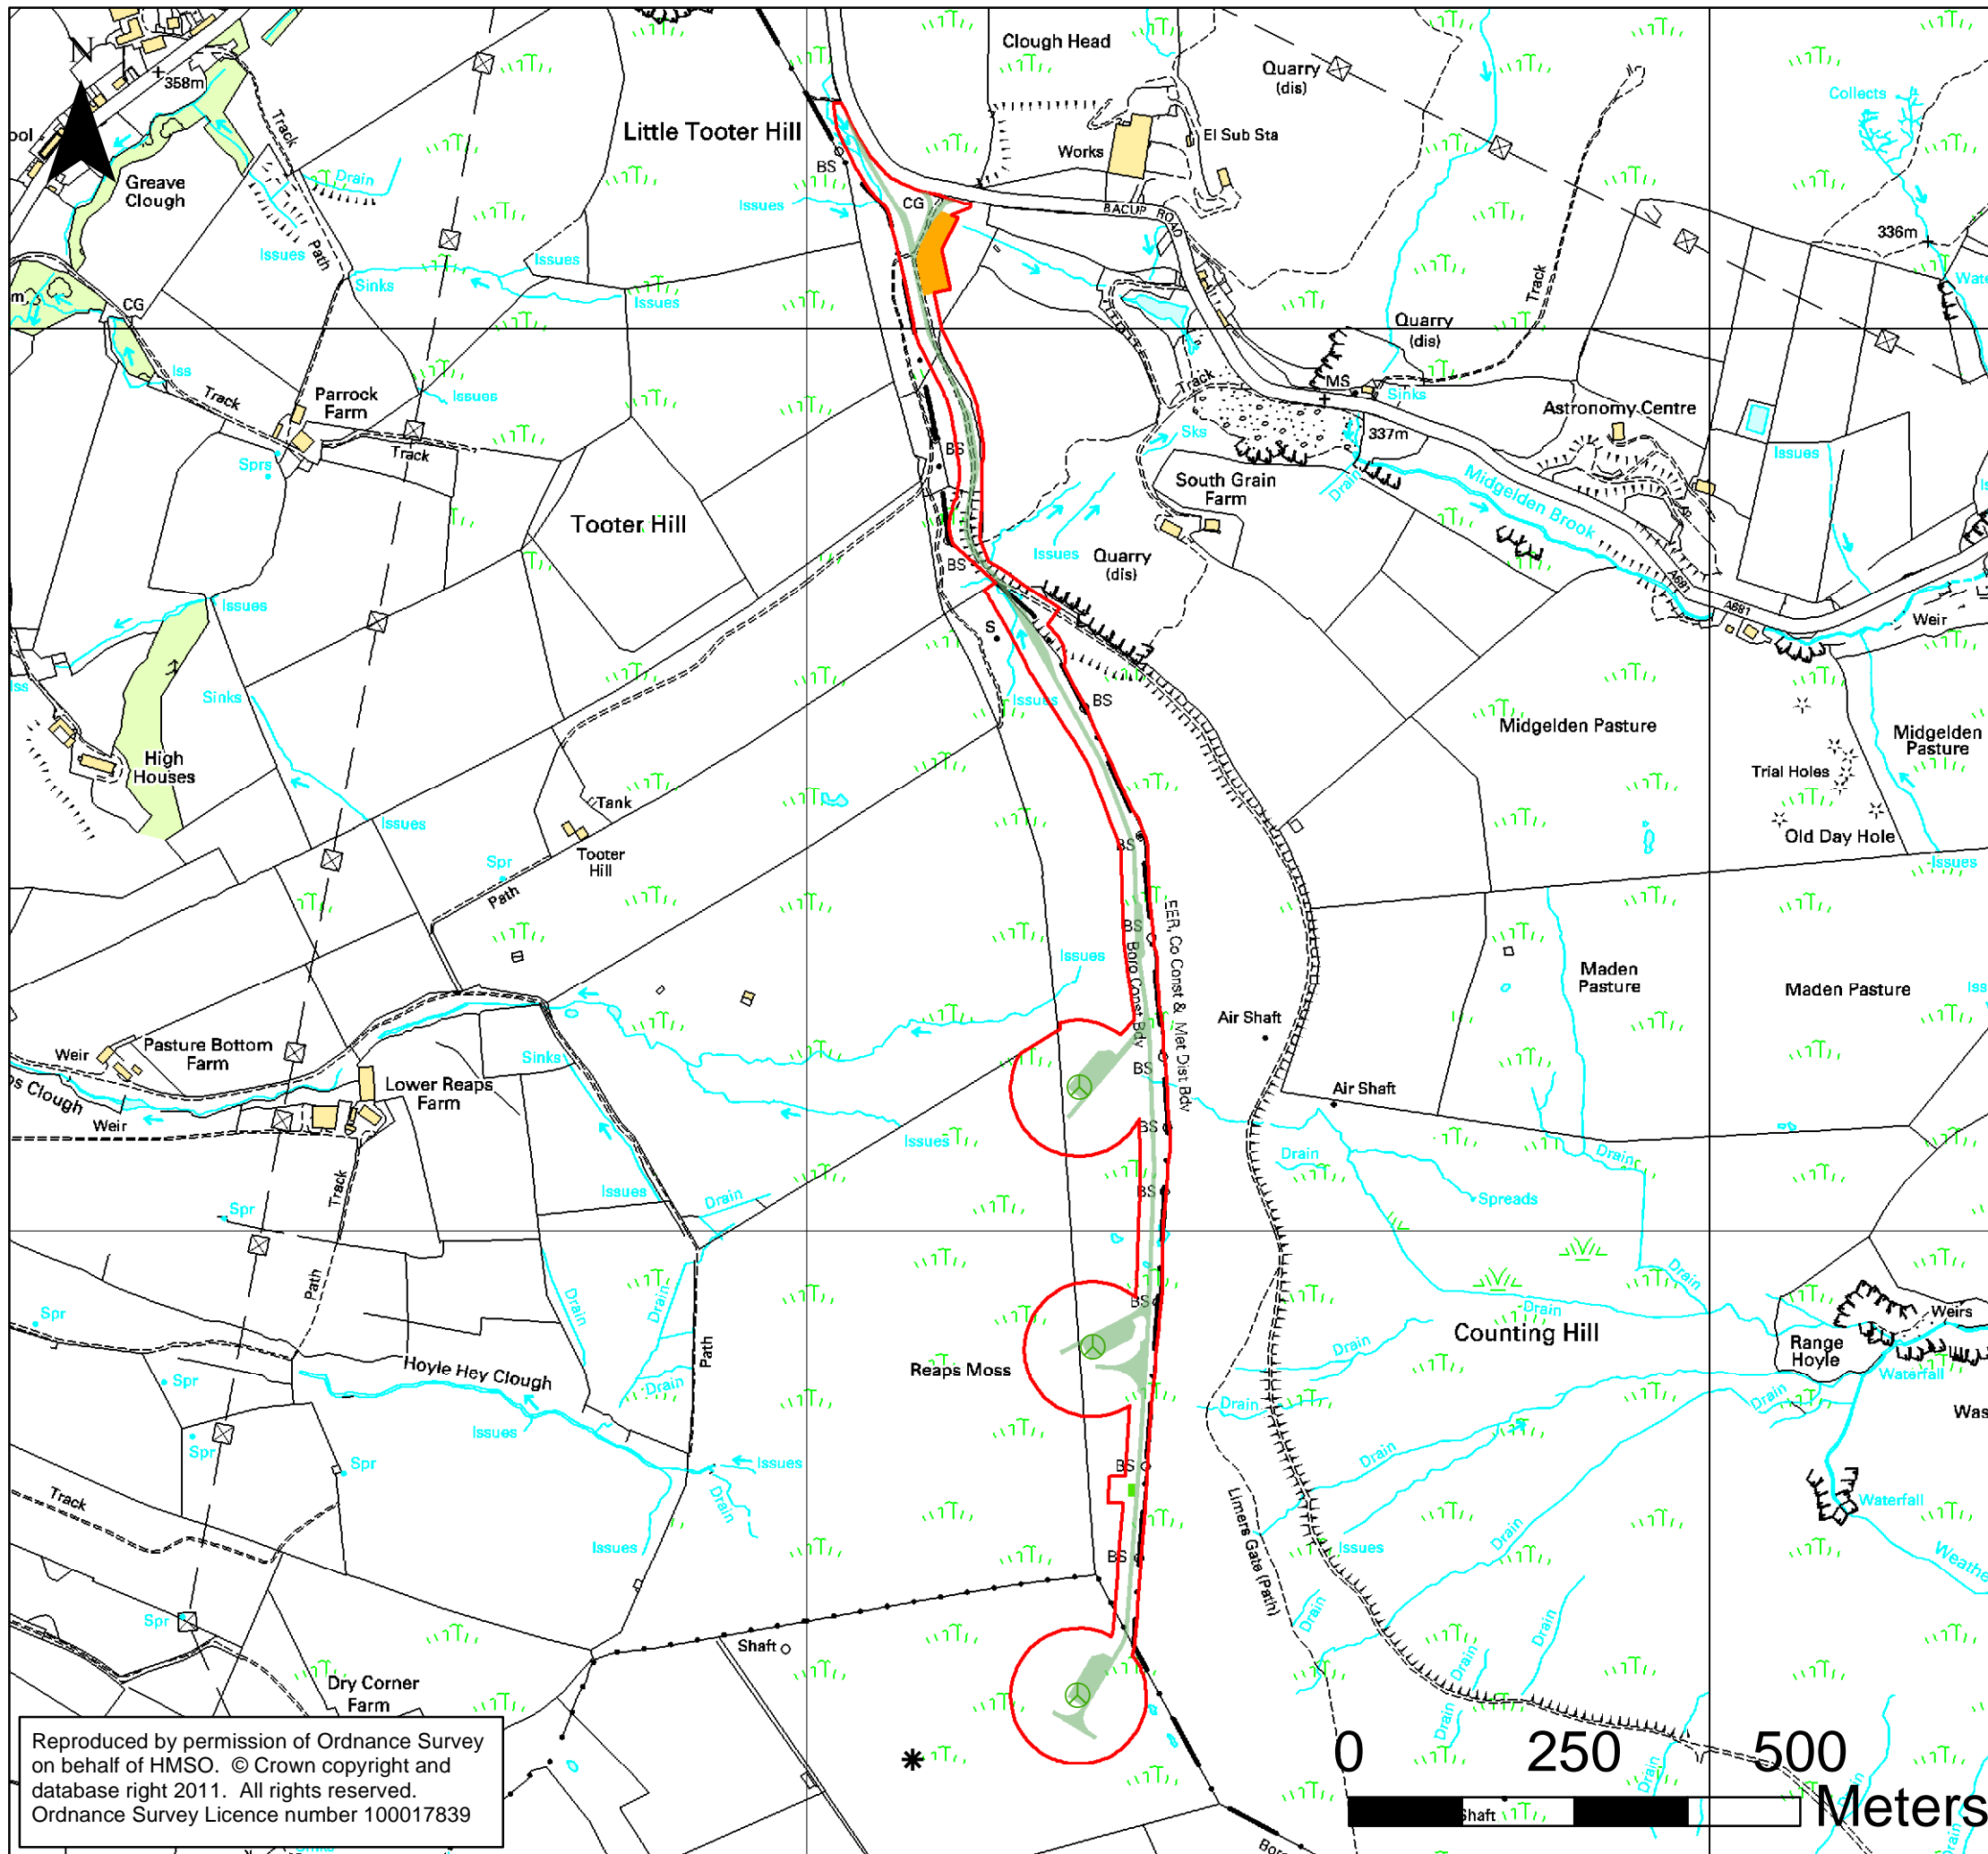 N
358m
Greave
Clough
Track
Drain
Path
Issues
Issues
Sinks
Issues
CG
Iss
Track
Parrock
Farm
Issues
Track
Sprs
Little Tooter Hill
BS
Issues
CG
Clough Head
Works
El Sub Sta
Quarry
(dis)
BACUP ROAD
Collects
336m
Track
Quarry
(dis)
MS
Sinks
Track
337m
Astronomy Centre
Issues
Sks
South Grain
Farm
Drain
Midgelden Brook
BS
Tooter Hill
Issues
Quarry
(dis)
BS
A681
A681
Weir
S
Issues
BS
Issues
Sinks
High
Houses
Issues
Tank
Tooter
Hill
Spr
Path
Midgelden Pasture
Midgelden
Pasture
Trial Holes
Old Day Hole
Issues
BS
BS
Boro Const Bdy
EER, Co Const & Met Dist Bdy
Issues
Maden
Pasture
Maden Pasture
Air Shaft
Air Shaft
BS
BS
BS
Weir
Pasture Bottom
Farm
Lower Reaps
Farm
Weir
Sinks
Issues
Issues
Drain
Track
Spr
Path
Drain
Drain
Drain
Path
Drain
Drain
Spreads
Drain
Drain
Drain
Counting Hill
Weirs
Range
Hoyle
Waterfall
Drain
BS
Reaps Moss
Spr
Spr
Hoyle Hey Clough
Issues
Spr
Spr
Issues
Drain
Issues
BS
BS
Drain
Drain
Drain
Waterfall
Limers Gate (Path)
Issues
Drain
Drain
Drain
Drain
Drain
Drain
Track
Spr
Shaft
Dry Corner
Farm
Reproduced by permission of Ordnance Survey
on behalf of HMSO. © Crown copyright and
database right 2011. All rights reserved.
Ordnance Survey Licence number 100017839
0 250 500
Meters
Shaft